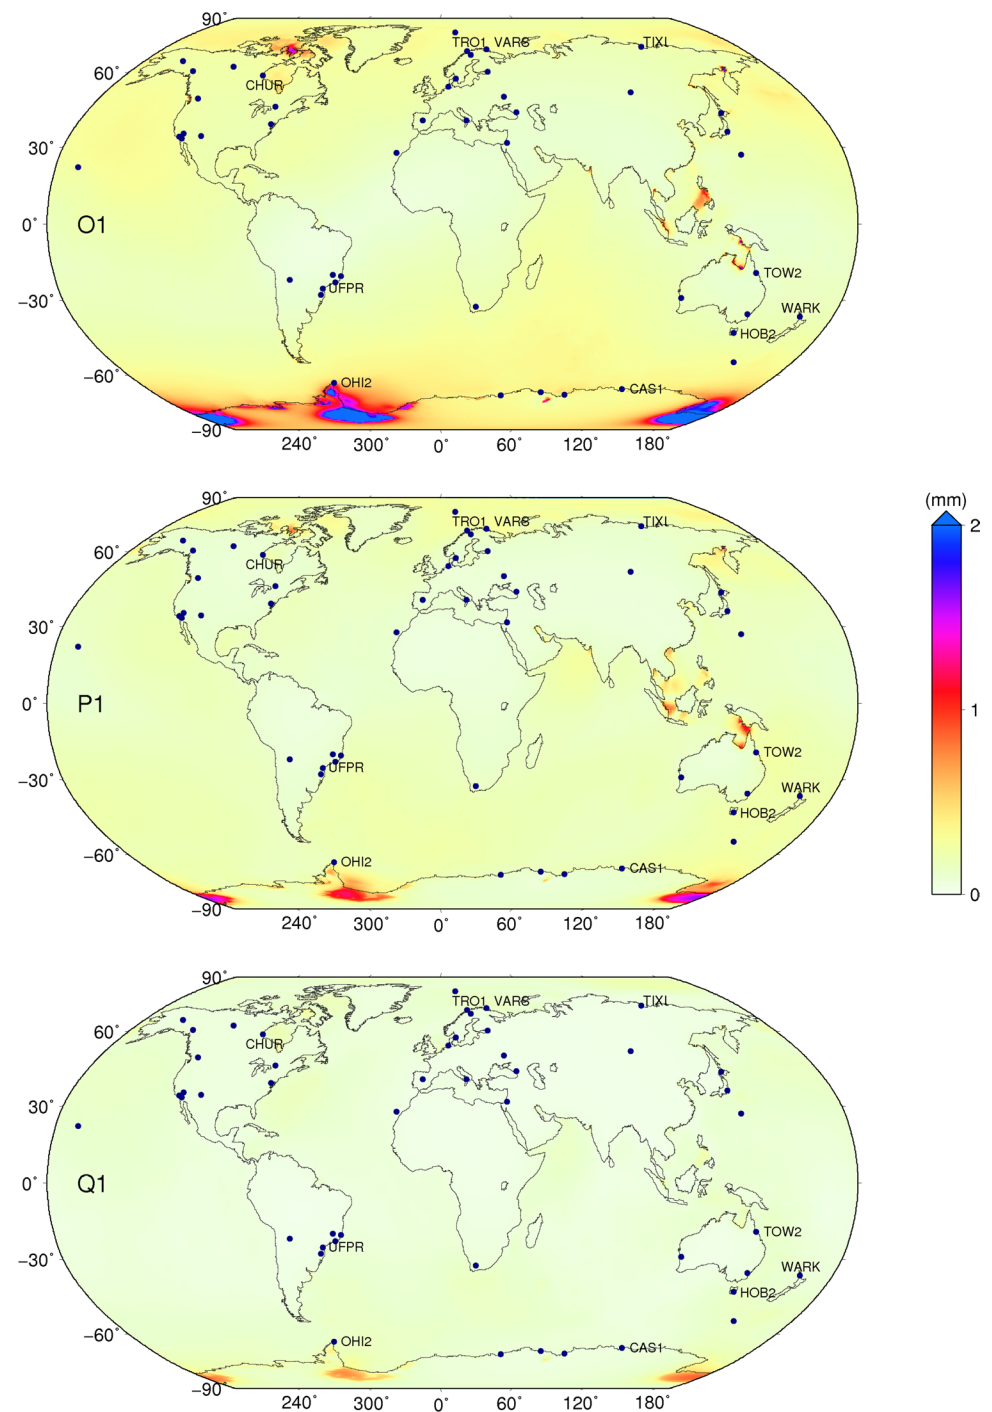 90°
TRO1 VARS TIXI
60°
CHUR
30°
0° O1
TOW2
−30° UFPR
WARK
HOB2
−60°
OHI2 CAS1
−90°
240° 300° 0° 60° 120° 180°
90°
TRO1 VARS TIXI
60°
CHUR
30°
0° P1
TOW2
−30° UFPR
WARK
HOB2
−60°
OHI2 CAS1
−90°
240° 300° 0° 60° 120° 180°
(mm)
2
1
0
90°
TRO1 VARS TIXI
60°
CHUR
30°
0° Q1
TOW2
−30° UFPR
WARK
HOB2
−60°
OHI2 CAS1
−90°
240° 300° 0° 60° 120° 180°